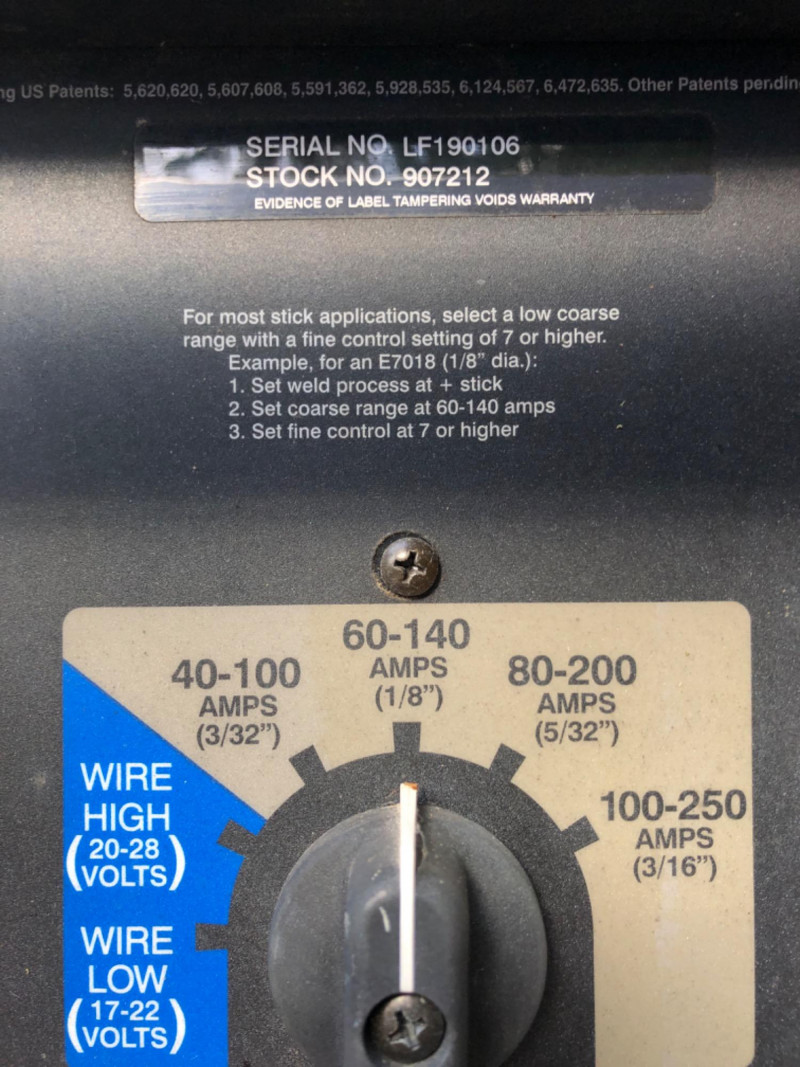 ng US Patents: 5,620,620, 5,607,608, 5,591,362, 5,928,535, 6,124,567, 6,472,635. Other Patents pendin
SERIAL NO. LF190106
STOCK NO. 907212
EVIDENCE OF LABEL TAMPERING VOIDS WARRANTY
For most stick applications, select a low coarse
range with a fine control setting of 7 or higher.
Example, for an E7018 (1/8” dia.):
1. Set weld process at + stick
2. Set coarse range at 60-140 amps
3. Set fine control at 7 or higher
60-140
AMPS
(1/8”)
40-100
AMPS
(3/32”)
80-200
AMPS
(5/32”)
100-250
AMPS
(3/16”)
WIRE
HIGH
(20-28
VOLTS)
WIRE
LOW
(17-22
VOLTS)